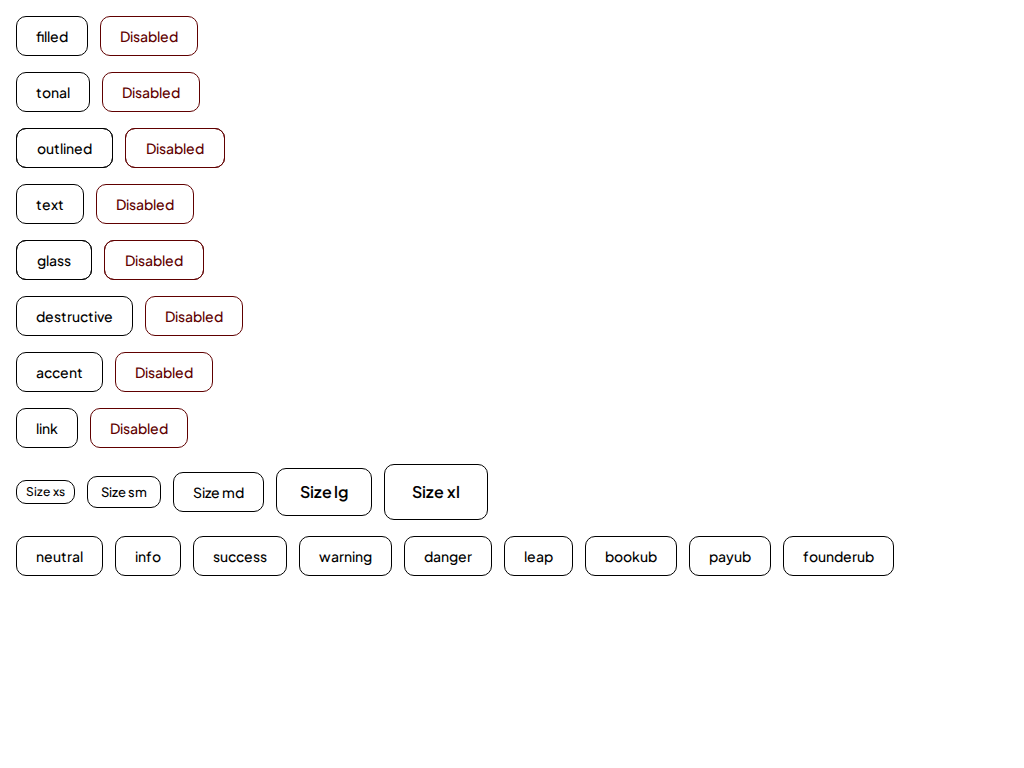 filled Disabled
tonal Disabled
outlined Disabled
text Disabled
glass Disabled
destructive Disabled
accent Disabled
link Disabled
Size xs Size sm Size md Size lg Size xl
neutral info success warning danger leap bookub payub founderub